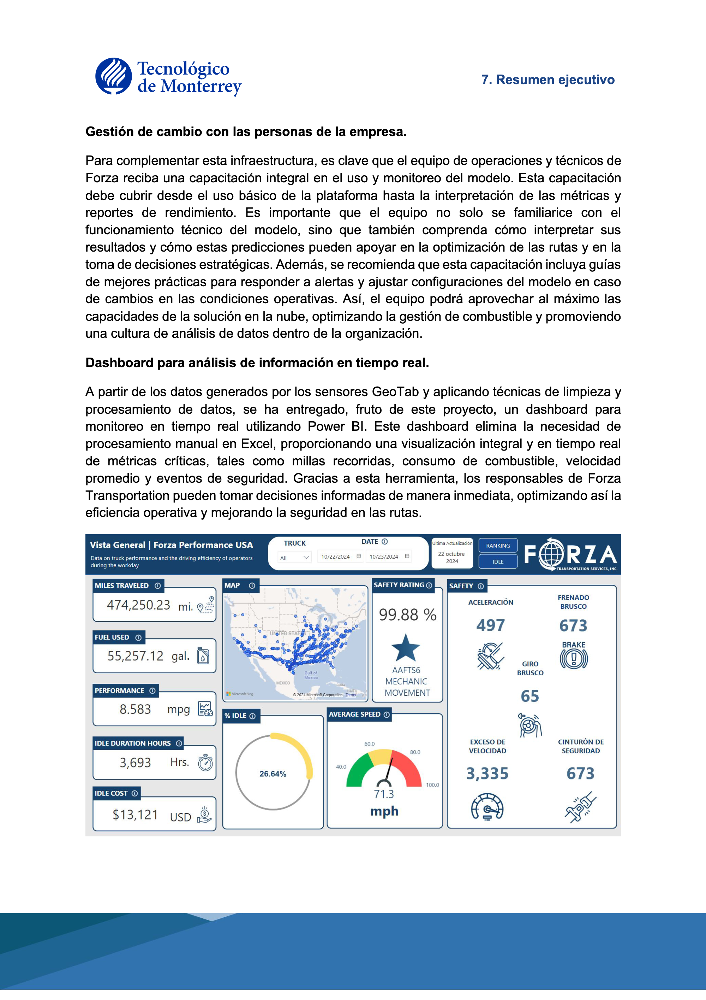 Tecnológico
de Monterrey
7. Resumen ejecutivo
Gestión de cambio con las personas de la empresa.
Para complementar esta infraestructura, es clave que el equipo de operaciones y técnicos de
Forza reciba una capacitación integral en el uso y monitoreo del modelo. Esta capacitación
debe cubrir desde el uso básico de la plataforma hasta la interpretación de las métricas y
reportes de rendimiento. Es importante que el equipo no solo se familiarice con el
funcionamiento técnico del modelo, sino que también comprenda cómo interpretar sus
resultados y cómo estas predicciones pueden apoyar en la optimización de las rutas y en la
toma de decisiones estratégicas. Además, se recomienda que esta capacitación incluya guías
de mejores prácticas para responder a alertas y ajustar configuraciones del modelo en caso
de cambios en las condiciones operativas. Así, el equipo podrá aprovechar al máximo las
capacidades de la solución en la nube, optimizando la gestión de combustible y promoviendo
una cultura de análisis de datos dentro de la organización.
Dashboard para análisis de información en tiempo real.
A partir de los datos generados por los sensores GeoTab y aplicando técnicas de limpieza y
procesamiento de datos, se ha entregado, fruto de este proyecto, un dashboard para
monitoreo en tiempo real utilizando Power BI. Este dashboard elimina la necesidad de
procesamiento manual en Excel, proporcionando una visualización integral y en tiempo real
de métricas críticas, tales como millas recorridas, consumo de combustible, velocidad
promedio y eventos de seguridad. Gracias a esta herramienta, los responsables de Forza
Transportation pueden tomar decisiones informadas de manera inmediata, optimizando así la
eficiencia operativa y mejorando la seguridad en las rutas.
Vista General | Forza Performance USA
Data on truck performance and the driving efficiency of operators
during the workday
TRUCK
All
DATE
10/22/2024
10/23/2024
Ultima Actualización
22 octubre
2024
RANKING
IDLE
FORZA
TRANSPORTATION SERVICES, INC.
MILES TRAVELED
474,250.23 mi.
FUEL USED
55,257.12 gal.
PERFORMANCE
8.583 mpg
IDLE DURATION HOURS
3,693 Hrs.
IDLE COST
$13,121 USD
MAP
UNITED STATES
Gulf of
Mexico
MEXICO
CUBA
HAITI
Microsoft Bing
© 2024 Microsoft Corporation Terms
% IDLE
26.64%
SAFETY RATING
99.88 %
AAFTS6
MECHANIC
MOVEMENT
AVERAGE SPEED
40.0
60.0
80.0
100.0
71.3
mph
SAFETY
ACELERACIÓN
497
FRENADO
BRUSCO
673
BRAKE
GIRO
BRUSCO
65
EXCESO DE
VELOCIDAD
3,335
CINTURÓN DE
SEGURIDAD
673